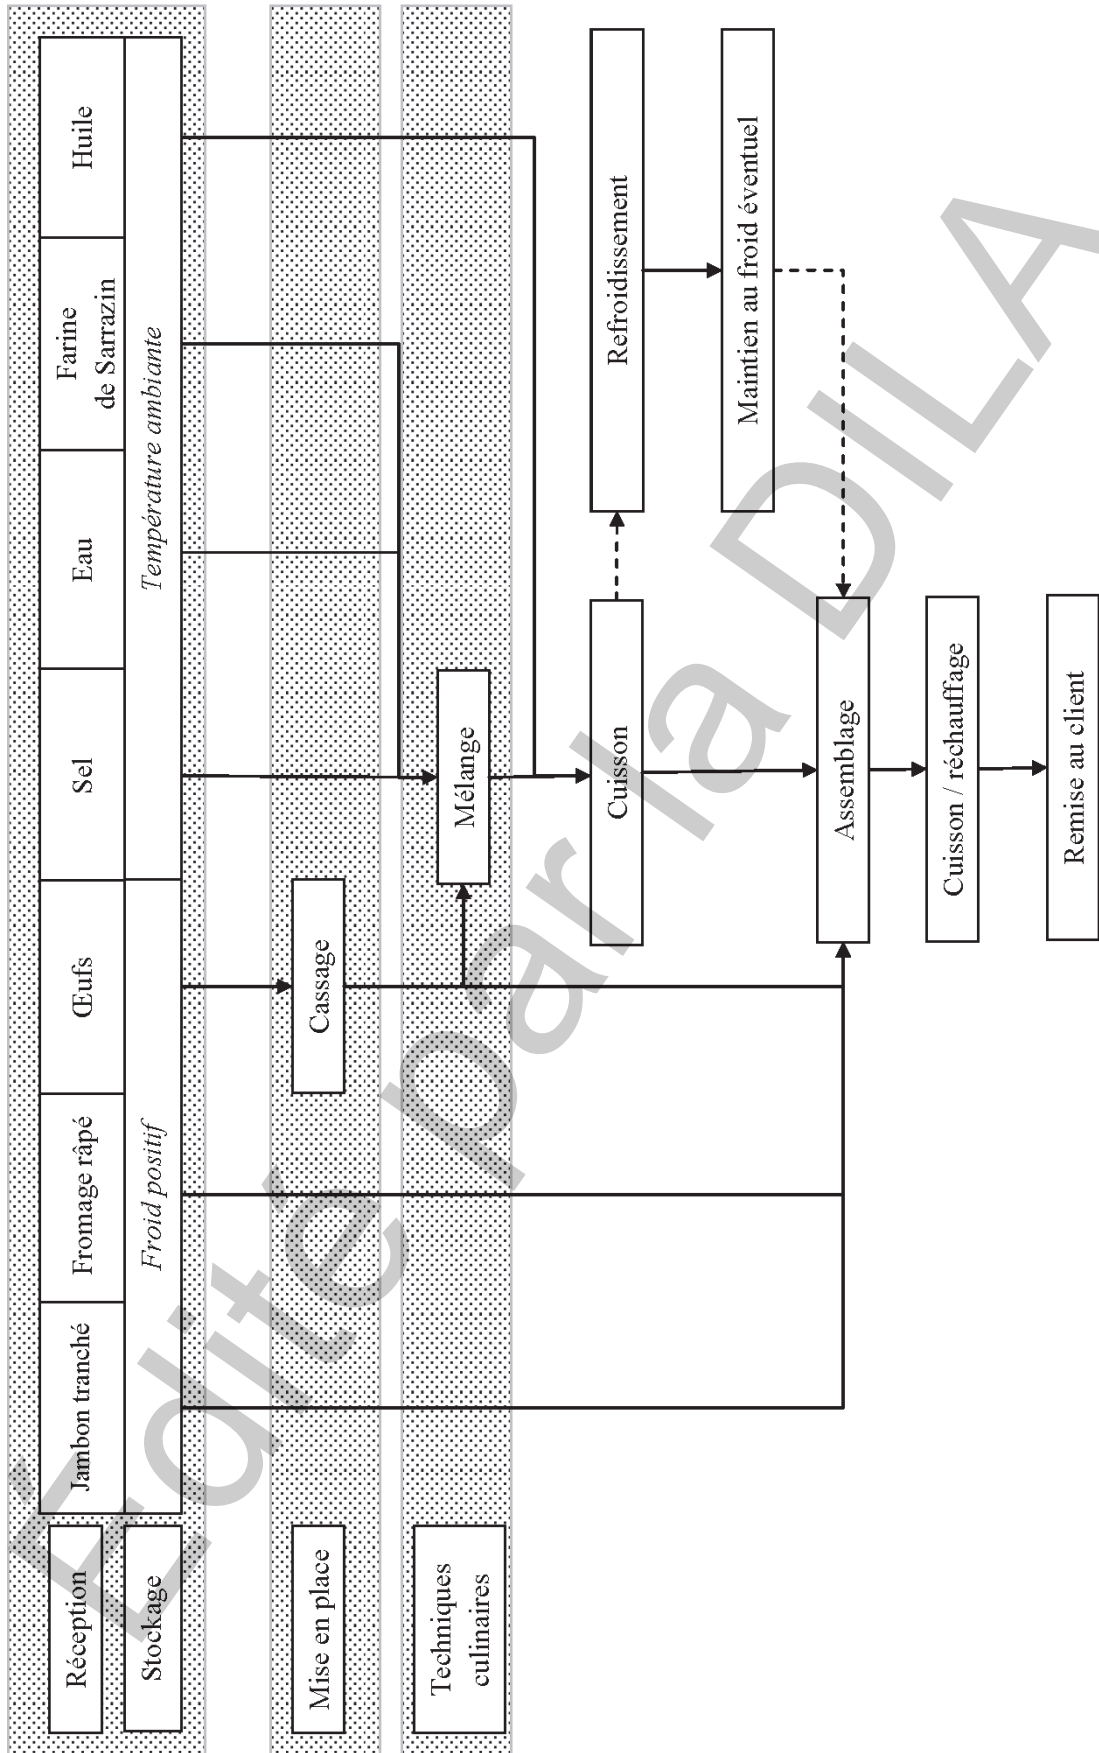 Réception
Jambon tranché
Fromage râpé
Œufs
Sel
Eau
Farine
de Sarrazin
Huile
Stockage
Froid positif
Température ambiante
Mise en place
Cassage
Techniques
culinaires
Mélange
Cuisson
Refroidissement
Maintien au froid éventuel
Assemblage
Cuisson / réchauffage
Remise au client
Édité par la DILA